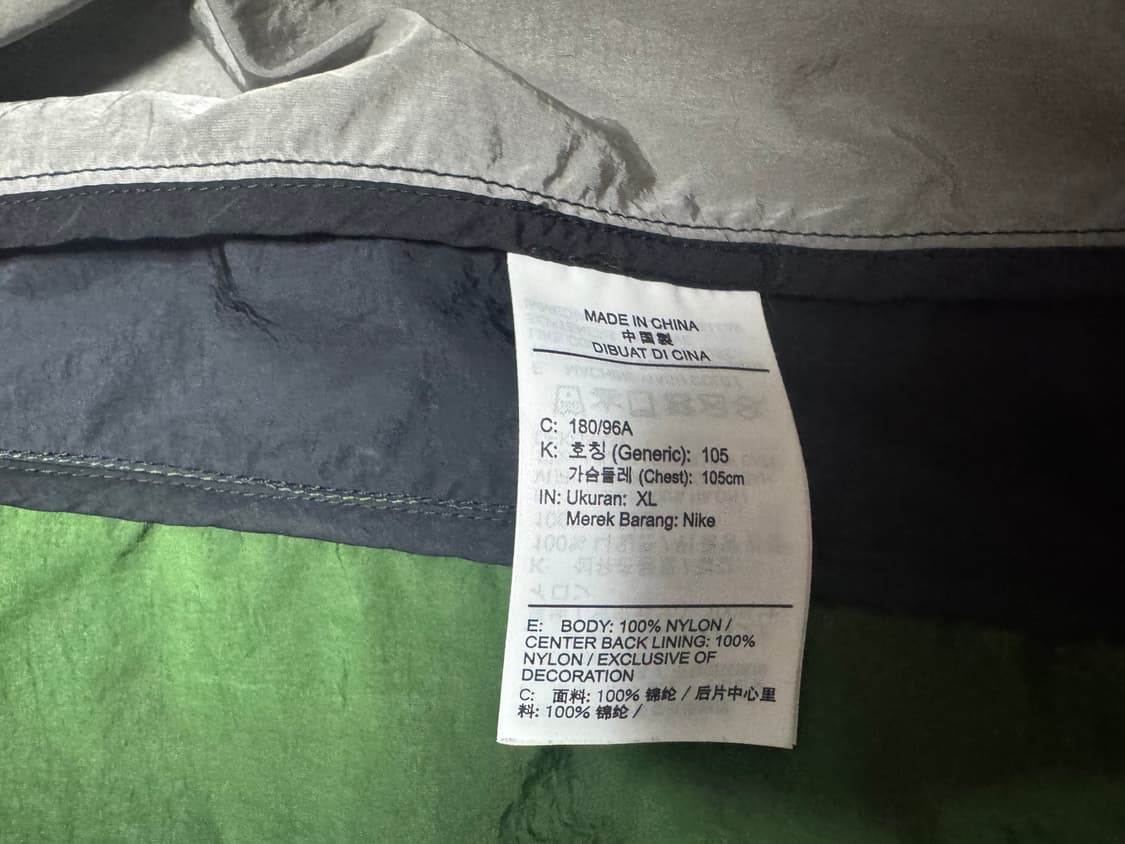 MADE IN CHINA
中国製
DIBUAT DI CINA
C: 180/96A
K: 호칭 (Generic): 105
가슴둘레 (Chest): 105cm
IN: Ukuran: XL
Merek Barang: Nike
E: BODY: 100% NYLON /
CENTER BACK LINING: 100%
NYLON / EXCLUSIVE OF
DECORATION
C: 面料: 100% 锦纶 / 后片中心里
料: 100% 锦纶 /